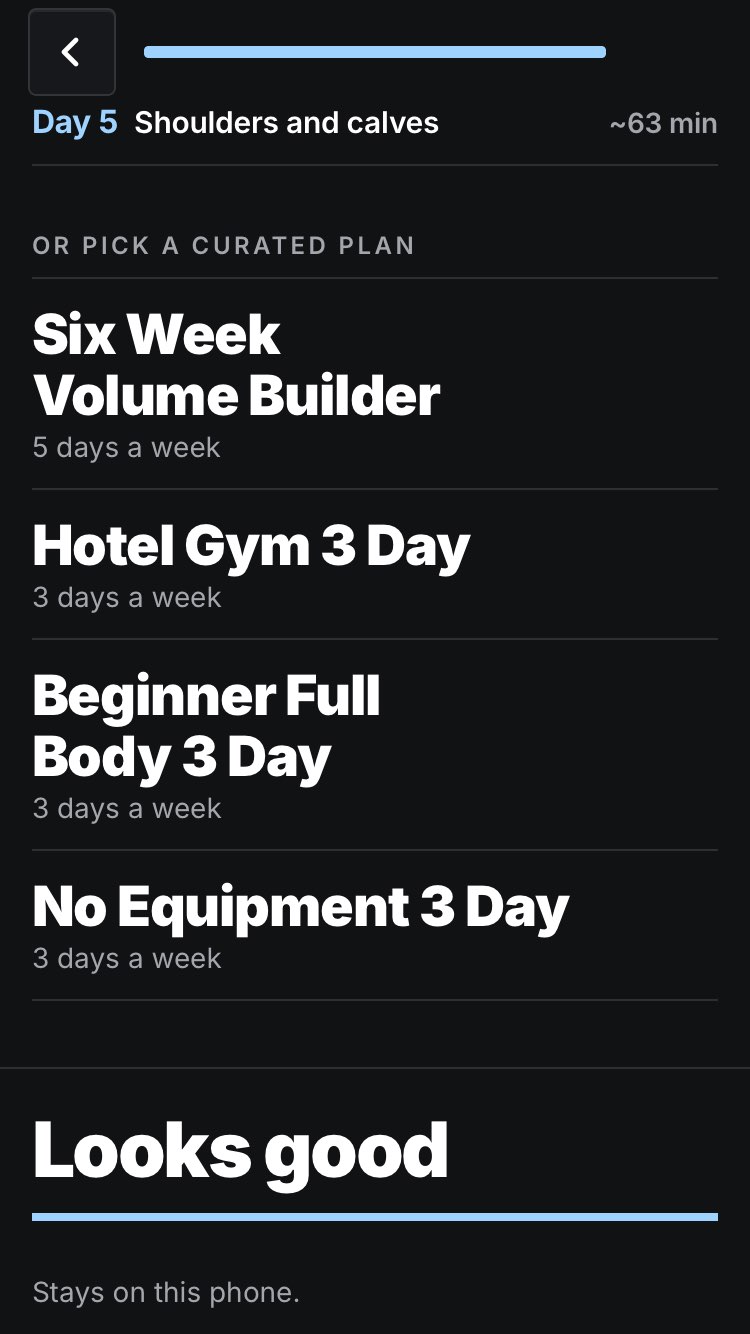 Day 5 Shoulders and calves ~63 min
OR PICK A CURATED PLAN
Six Week
Volume Builder
5 days a week
Hotel Gym 3 Day
3 days a week
Beginner Full
Body 3 Day
3 days a week
No Equipment 3 Day
3 days a week
Looks good
Stays on this phone.